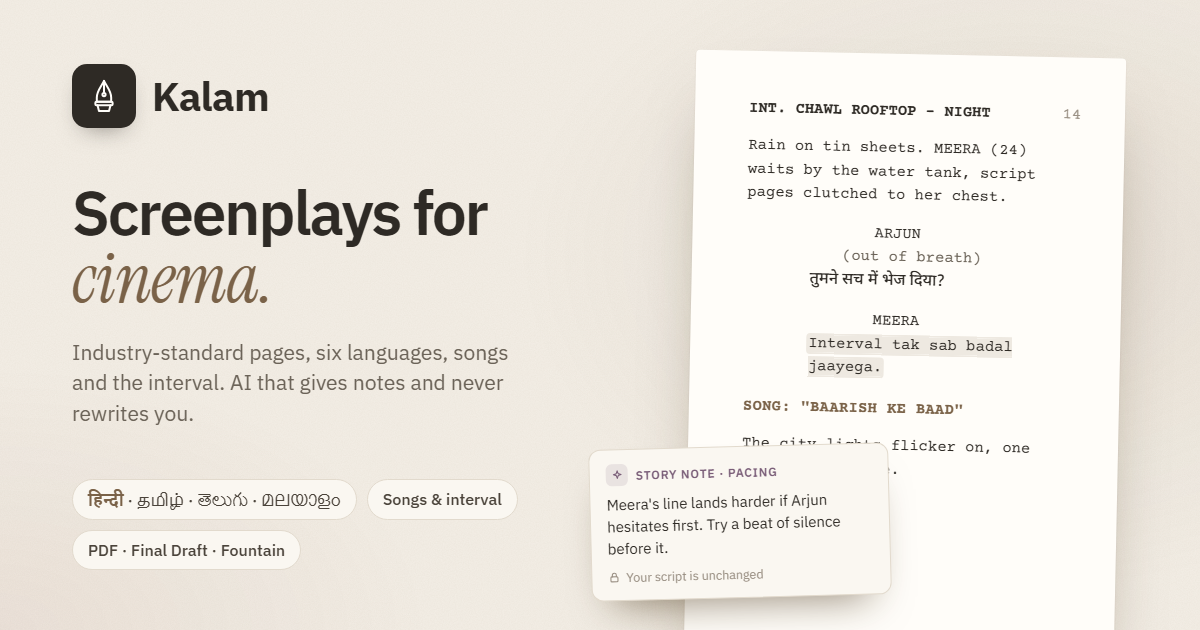 Kalam
Screenplays for
cinema.
Industry-standard pages, six languages, songs
and the interval. AI that gives notes and never
rewrites you.
हिन्दी · தமிழ் · తెలుగు · മലയാളം
Songs & interval
PDF · Final Draft · Fountain
INT. CHAWL ROOFTOP – NIGHT
14
Rain on tin sheets. MEERA (24)
waits by the water tank, script
pages clutched to her chest.
ARJUN
(out of breath)
तुमने सच में भेज दिया?
MEERA
Interval tak sab badal
jaayega.
SONG: "BAARISH KE BAAD"
The city lights flicker on, one
STORY NOTE · PACING
Meera's line lands harder if Arjun
hesitates first. Try a beat of silence
before it.
Your script is unchanged